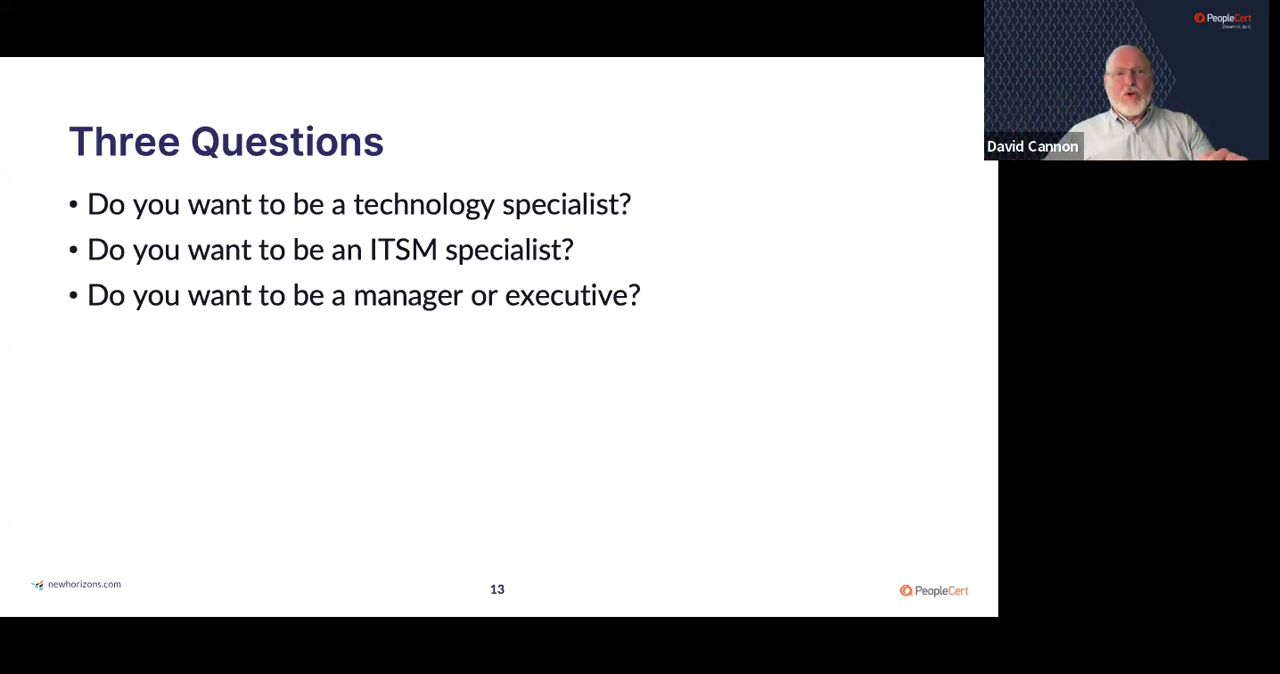 PeopleCert
David Cannon
Three Questions
• Do you want to be a technology specialist?
• Do you want to be an ITSM specialist?
• Do you want to be a manager or executive?
newhorizons.com
13
PeopleCert